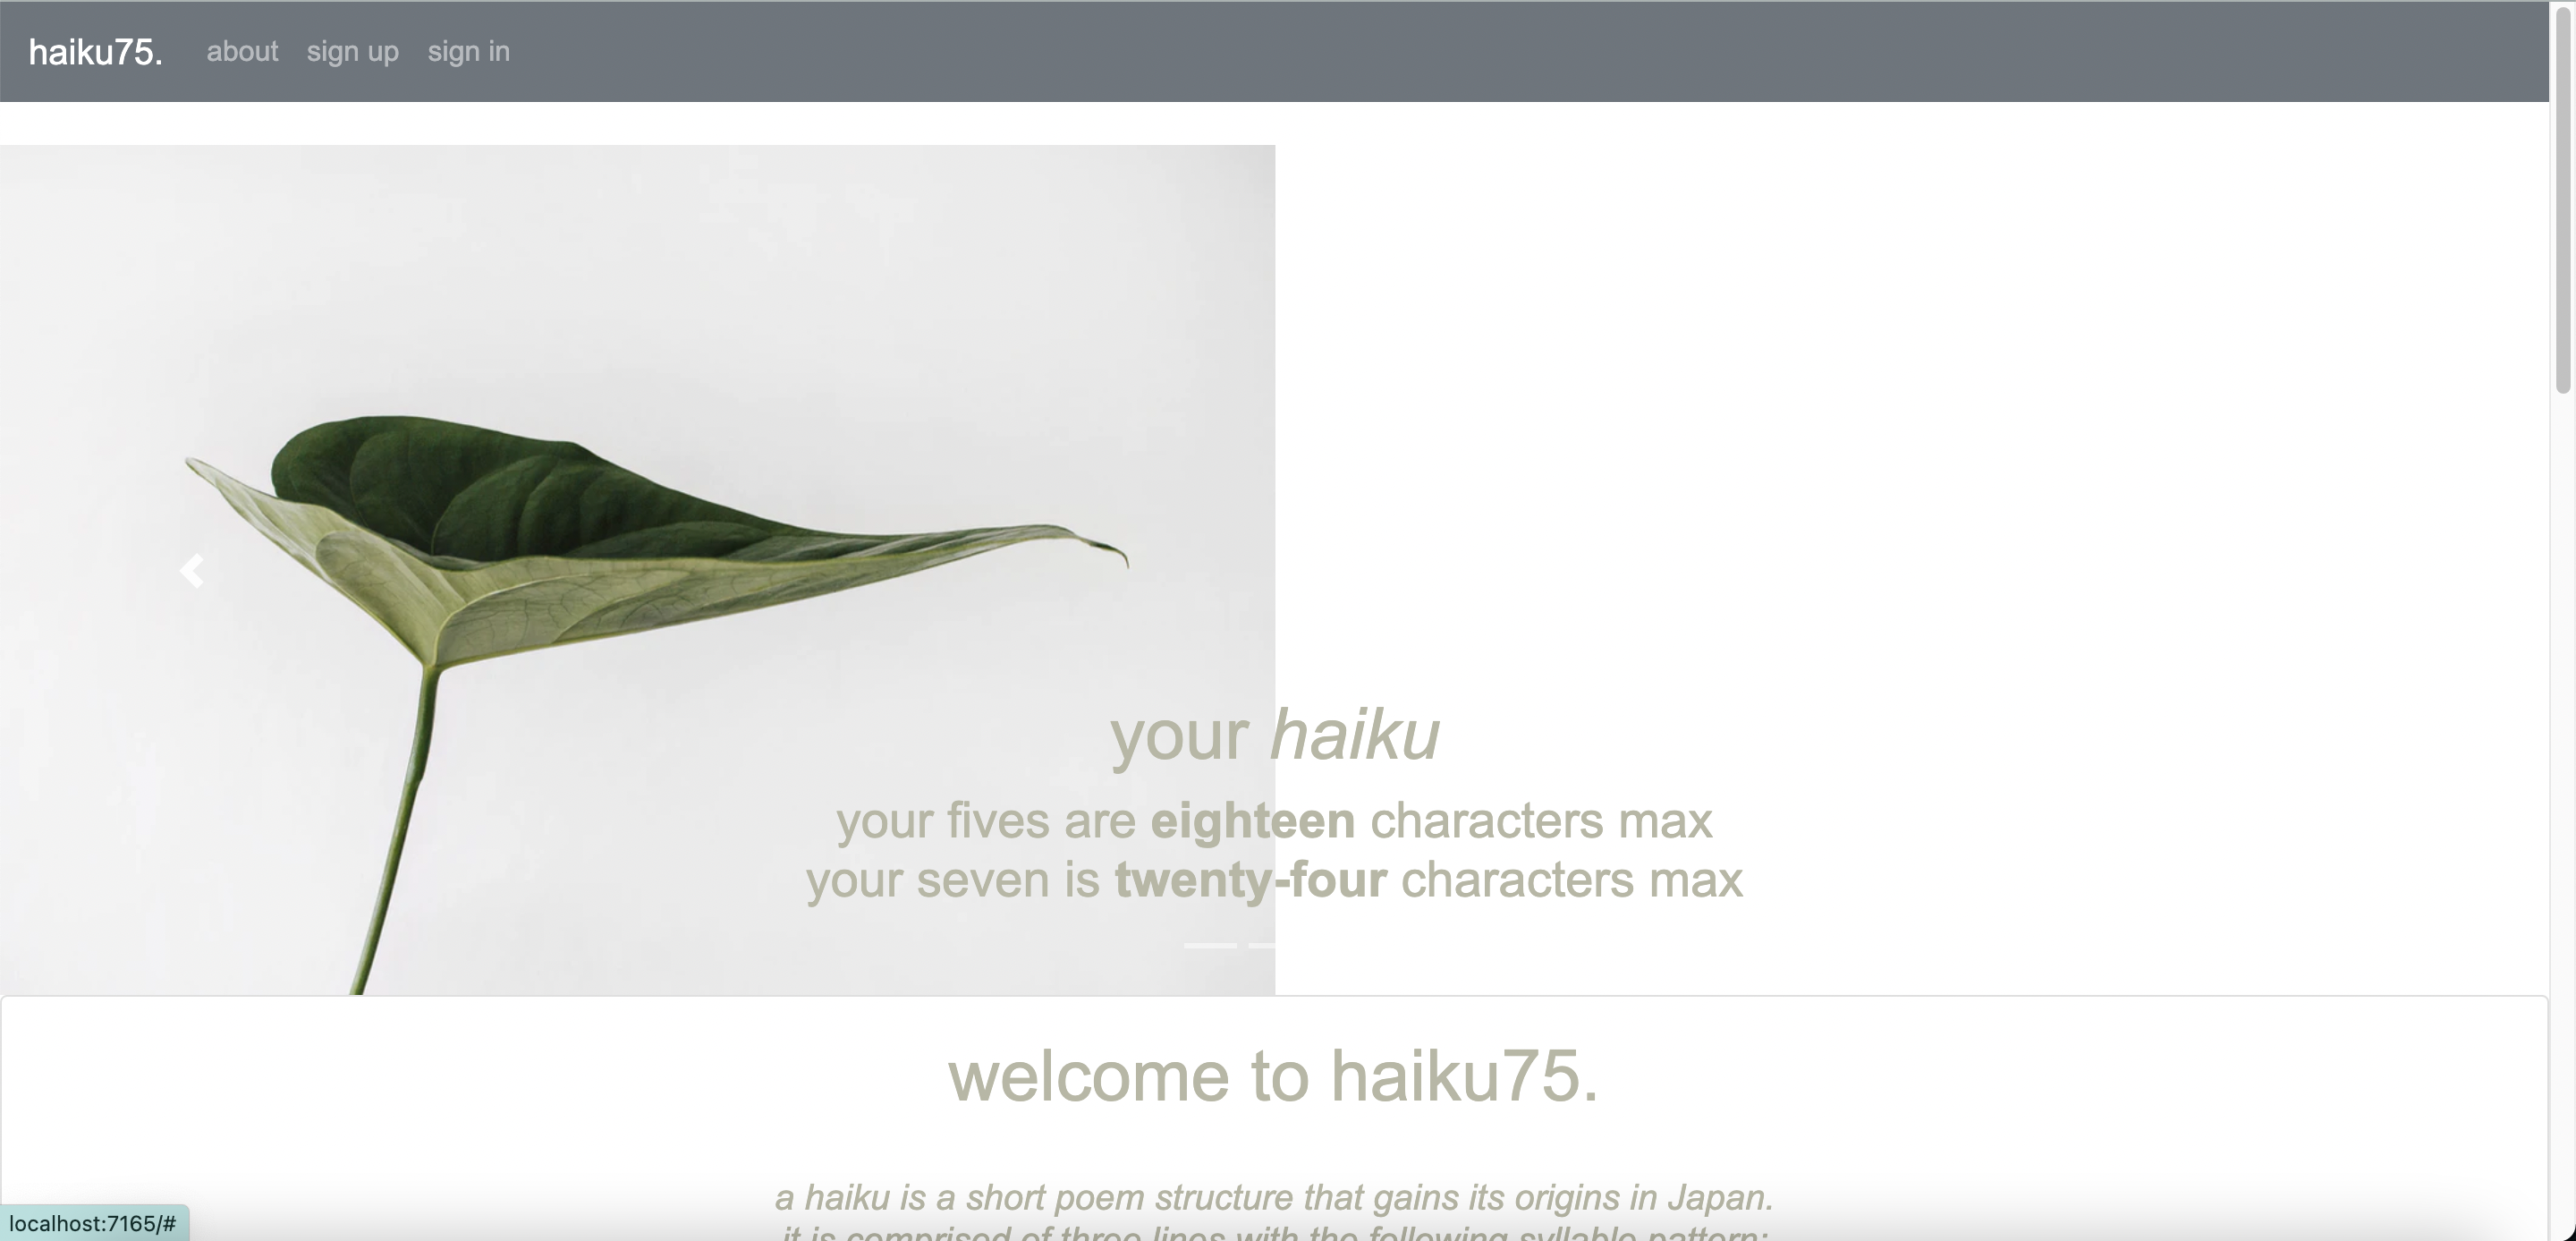 haiku75. about sign up sign in
your haiku
your fives are eighteen characters max
your seven is twenty-four characters max
welcome to haiku75.
a haiku is a short poem structure that gains its origins in Japan.
it is comprised of three lines with the following syllable pattern:
localhost:7165/#